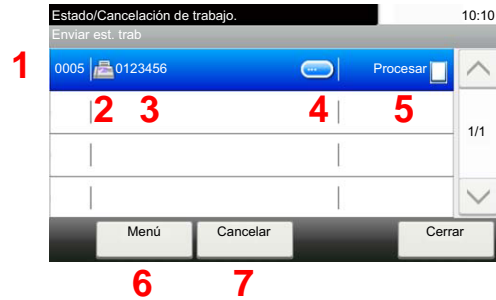 Estado/Cancelación de trabajo. 10:10
Enviar est. trab
1 0005 0123456 Procesar
2 3 4 5
1/1
Menú Cancelar Cerrar
6 7